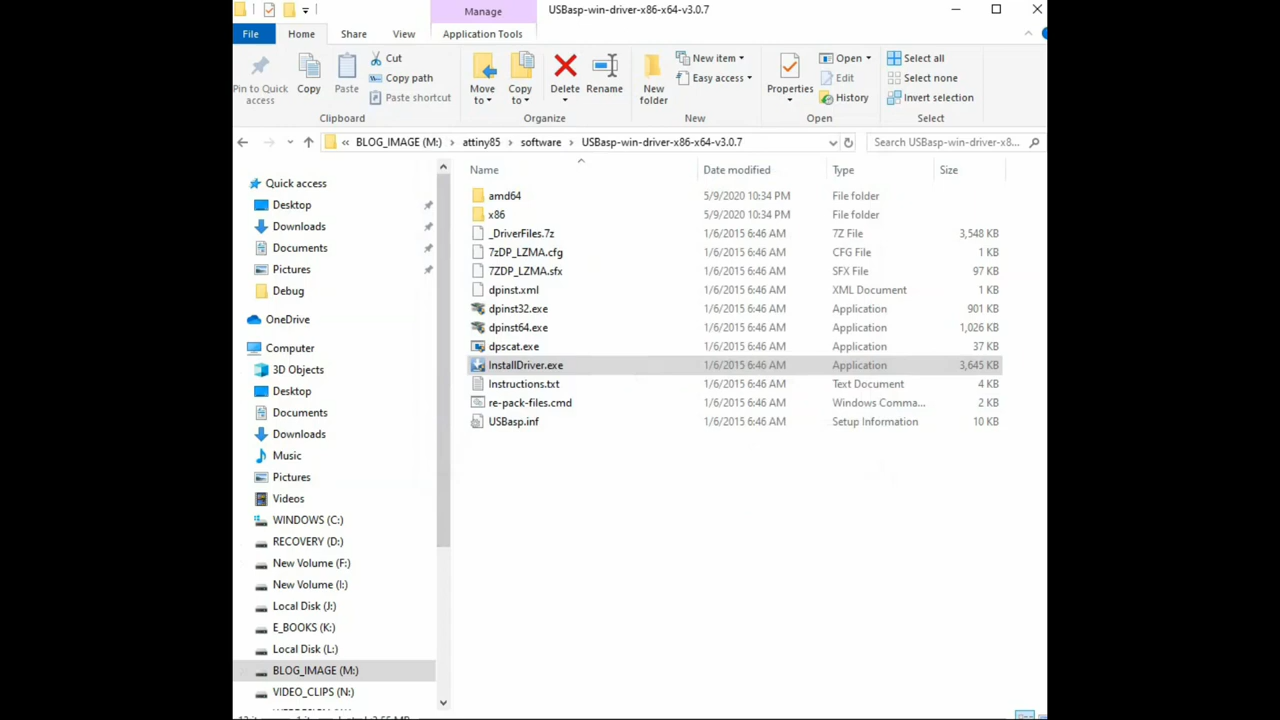 Manage
USBasp-win-driver-x86-x64-v3.0.7
File
Home
Share
View
Application Tools
Pin to Quick
access
Copy
Paste
Cut
Copy path
Paste shortcut
Clipboard
Move
to
Copy
to
Delete
Rename
Organize
New
folder
New item
Easy access
New
Properties
Open
Edit
History
Open
Select all
Select none
Invert selection
Select
« BLOG_IMAGE (M:) > attiny85 > software > USBasp-win-driver-x86-x64-v3.0.7
Search USBasp-win-driver-x8...
Name Date modified Type Size
Quick access
Desktop
Downloads
Documents
Pictures
Debug
OneDrive
Computer
3D Objects
Desktop
Documents
Downloads
Music
Pictures
Videos
WINDOWS (C:)
RECOVERY (D:)
New Volume (F:)
New Volume (I:)
Local Disk (J:)
E_BOOKS (K:)
Local Disk (L:)
BLOG_IMAGE (M:)
VIDEO_CLIPS (N:)
amd64 5/9/2020 10:34 PM File folder
x86 5/9/2020 10:34 PM File folder
_DriverFiles.7z 1/6/2015 6:46 AM 7Z File 3,548 KB
7zDP_LZMA.cfg 1/6/2015 6:46 AM CFG File 1 KB
7ZDP_LZMA.sfx 1/6/2015 6:46 AM SFX File 97 KB
dpinst.xml 1/6/2015 6:46 AM XML Document 1 KB
dpinst32.exe 1/6/2015 6:46 AM Application 901 KB
dpinst64.exe 1/6/2015 6:46 AM Application 1,026 KB
dpscat.exe 1/6/2015 6:46 AM Application 37 KB
InstallDriver.exe 1/6/2015 6:46 AM Application 3,645 KB
Instructions.txt 1/6/2015 6:46 AM Text Document 4 KB
re-pack-files.cmd 1/6/2015 6:46 AM Windows Comma... 2 KB
USBasp.inf 1/6/2015 6:46 AM Setup Information 10 KB